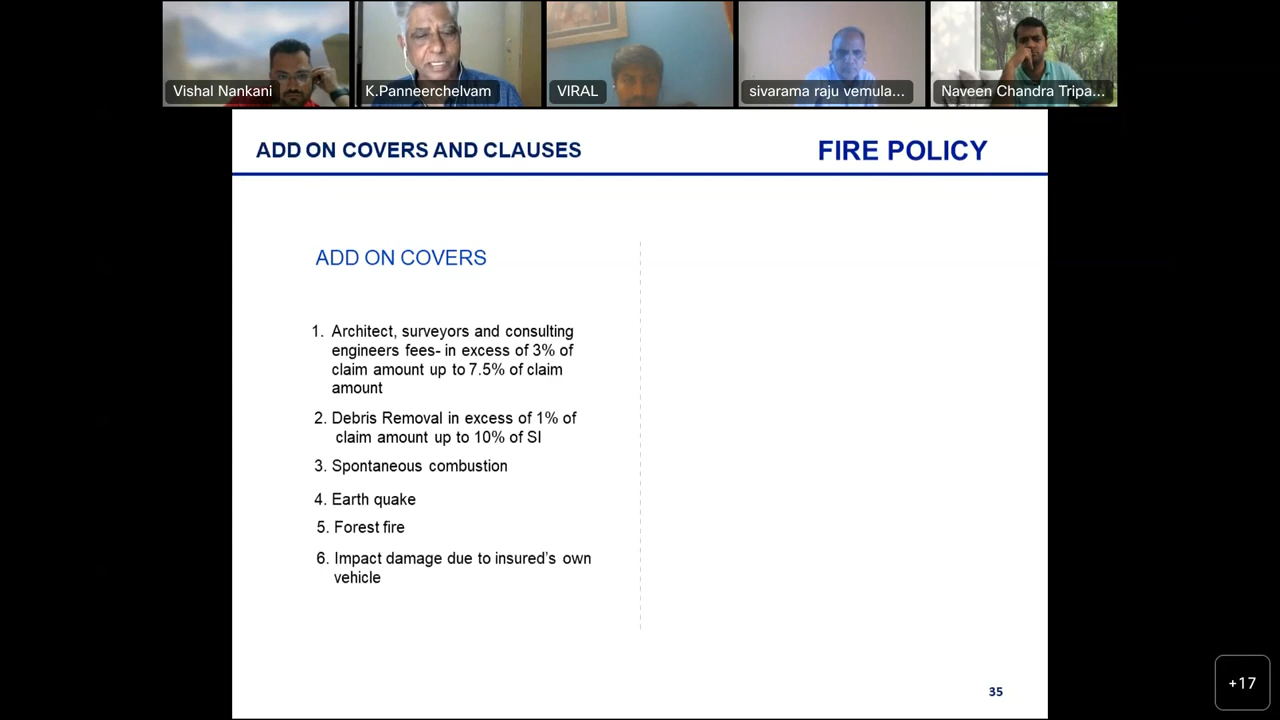 Vishal Nankani
K.Panneerchelvam
VIRAL
sivarama raju vemula...
Naveen Chandra Tripa...
ADD ON COVERS AND CLAUSES
FIRE POLICY
ADD ON COVERS
1. Architect, surveyors and consulting
engineers fees- in excess of 3% of
claim amount up to 7.5% of claim
amount
2. Debris Removal in excess of 1% of
claim amount up to 10% of SI
3. Spontaneous combustion
4. Earth quake
5. Forest fire
6. Impact damage due to insured's own
vehicle
35
+17